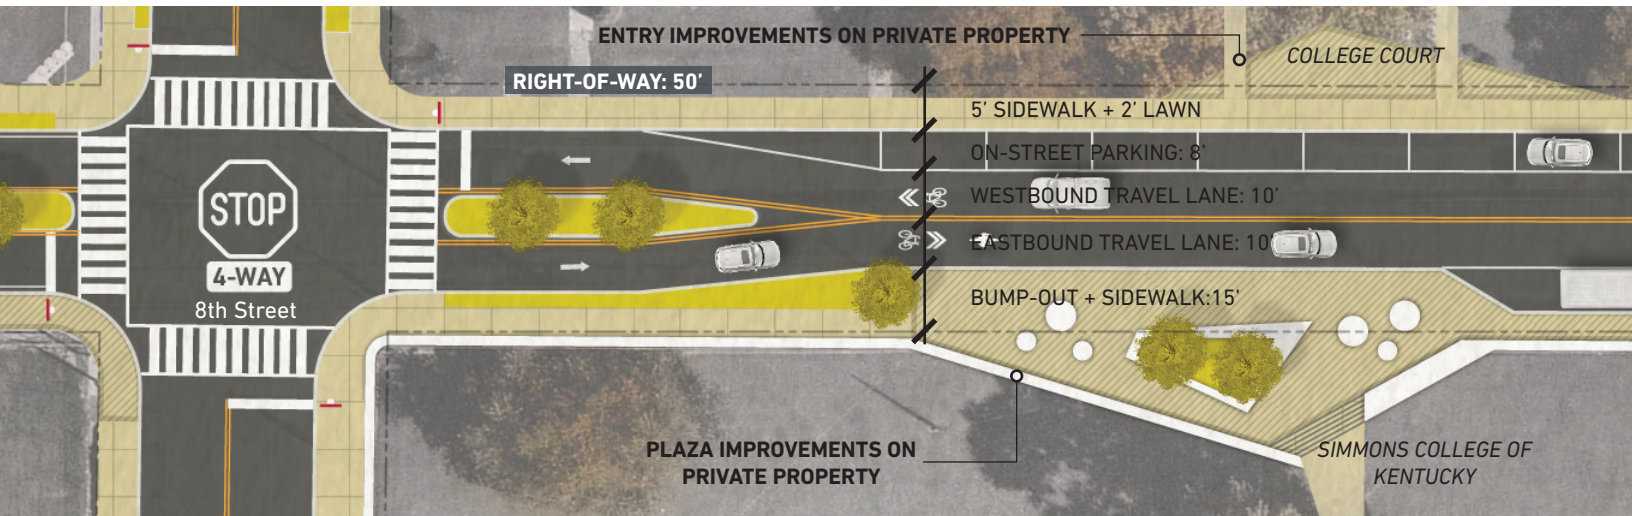 ENTRY IMPROVEMENTS ON PRIVATE PROPERTY
COLLEGE COURT
RIGHT-OF-WAY: 50’
5’ SIDEWALK + 2’ LAWN
ON-STREET PARKING: 8’
WESTBOUND TRAVEL LANE: 10’
EASTBOUND TRAVEL LANE: 10’
BUMP-OUT + SIDEWALK:15’
STOP
4-WAY
8th Street
PLAZA IMPROVEMENTS ON
PRIVATE PROPERTY
SIMMONS COLLEGE OF
KENTUCKY